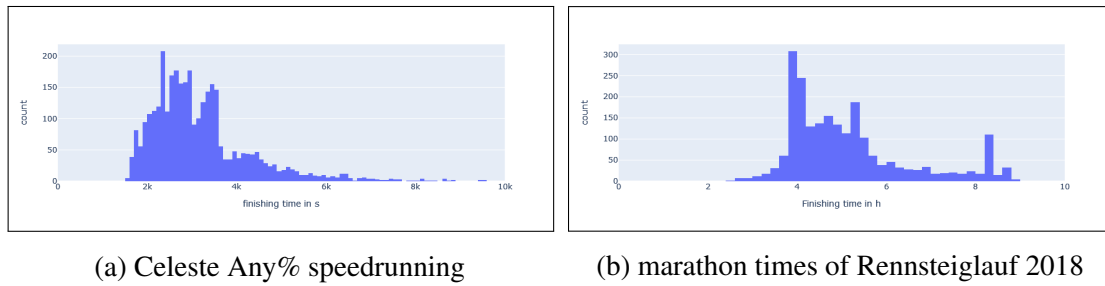 200
150
100
50
0
count
0
2k
4k
6k
8k
10k
finishing time in s
300
250
200
150
100
50
0
count
0
2
4
6
8
10
Finishing time in h
(a) Celeste Any% speedrunning
(b) marathon times of Rennsteiglauf 2018